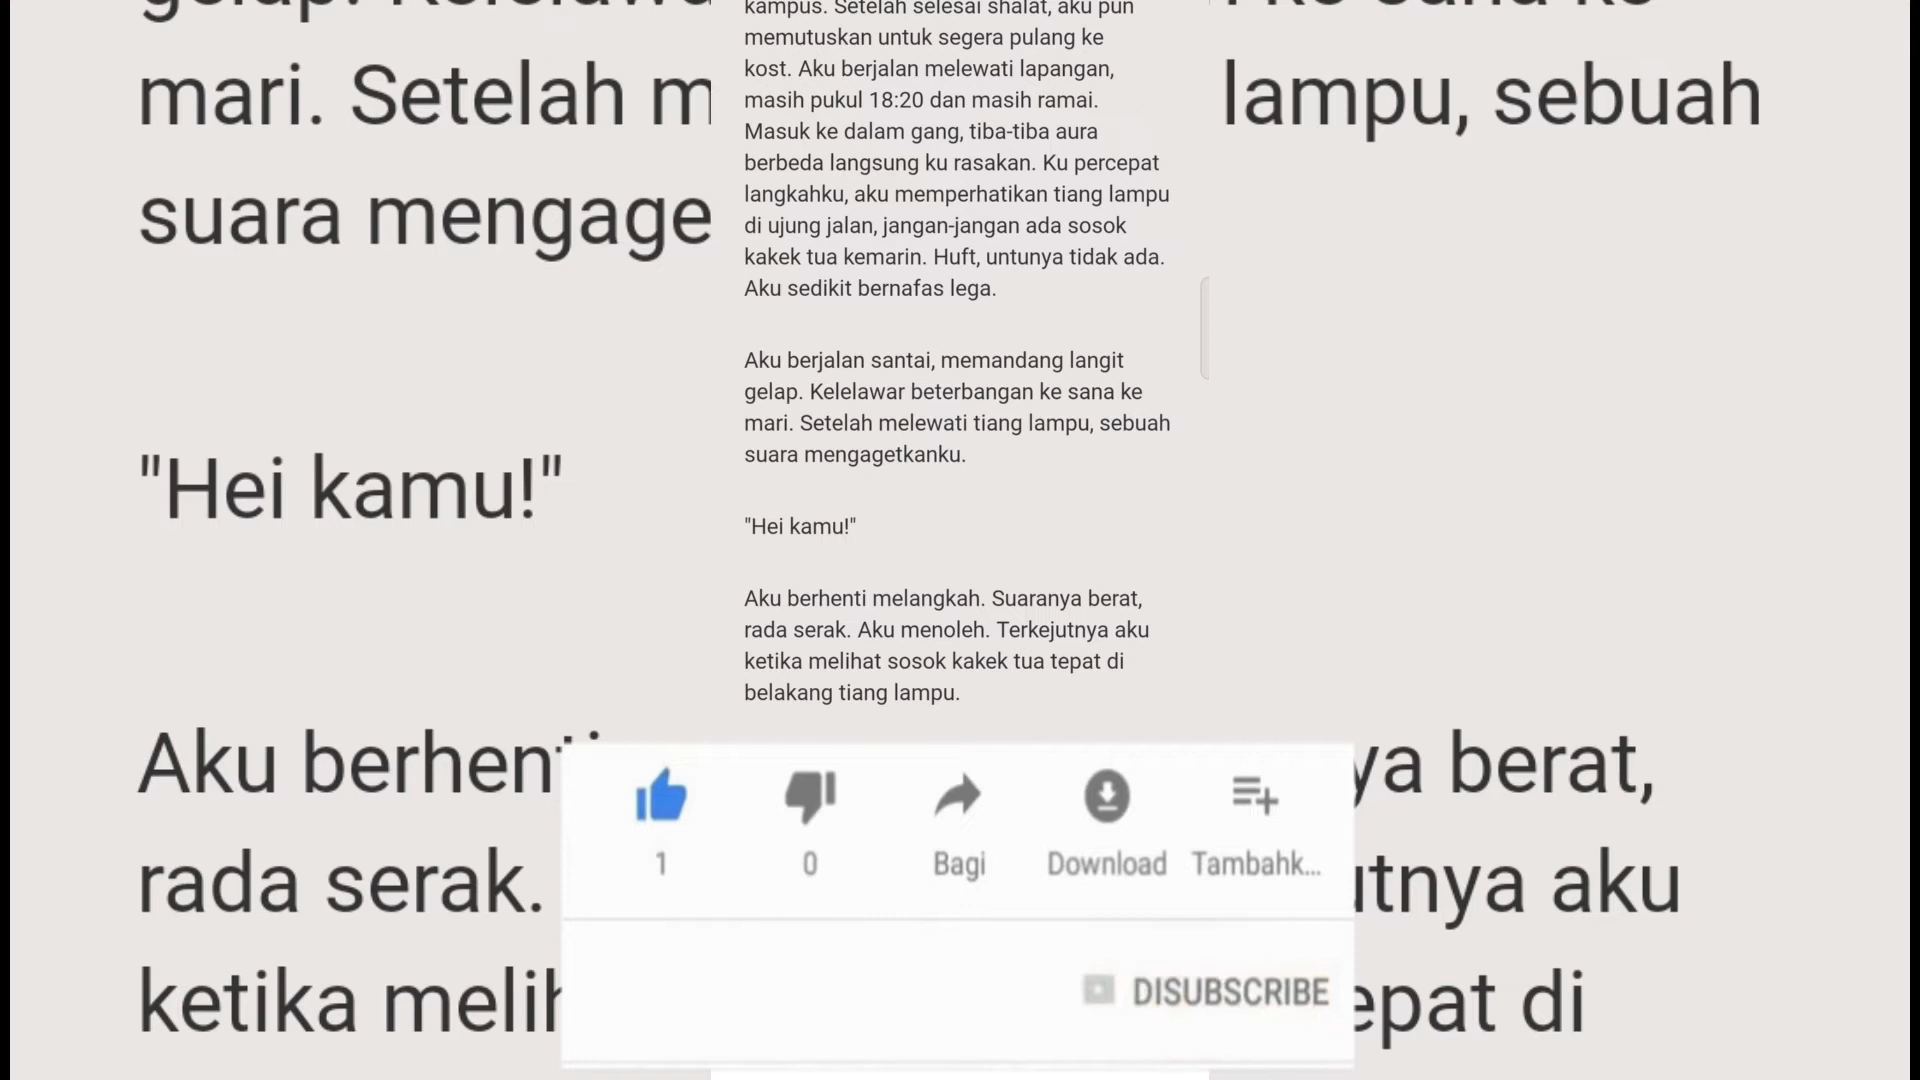 kampus. Setelah selesai shalat, aku pun
memutuskan untuk segera pulang ke
kost. Aku berjalan melewati lapangan,
masih pukul 18:20 dan masih ramai.
Masuk ke dalam gang, tiba-tiba aura
berbeda langsung ku rasakan. Ku percepat
langkahku, aku memperhatikan tiang lampu
di ujung jalan, jangan-jangan ada sosok
kakek tua kemarin. Huft, untunya tidak ada.
Aku sedikit bernafas lega.
Aku berjalan santai, memandang langit
gelap. Kelelawar beterbangan ke sana ke
mari. Setelah melewati tiang lampu, sebuah
suara mengagetkanku.
"Hei kamu!"
Aku berhenti melangkah. Suaranya berat,
rada serak. Aku menoleh. Terkejutnya aku
ketika melihat sosok kakek tua tepat di
belakang tiang lampu.
mari. Setelah m lampu, sebuah
suara mengage
"Hei kamu!"
Aku berhenti ya berat,
rada serak. utnya aku
ketika melih epat di
1 0 Bagi Download Tambahk...
DISUBSCRIBE